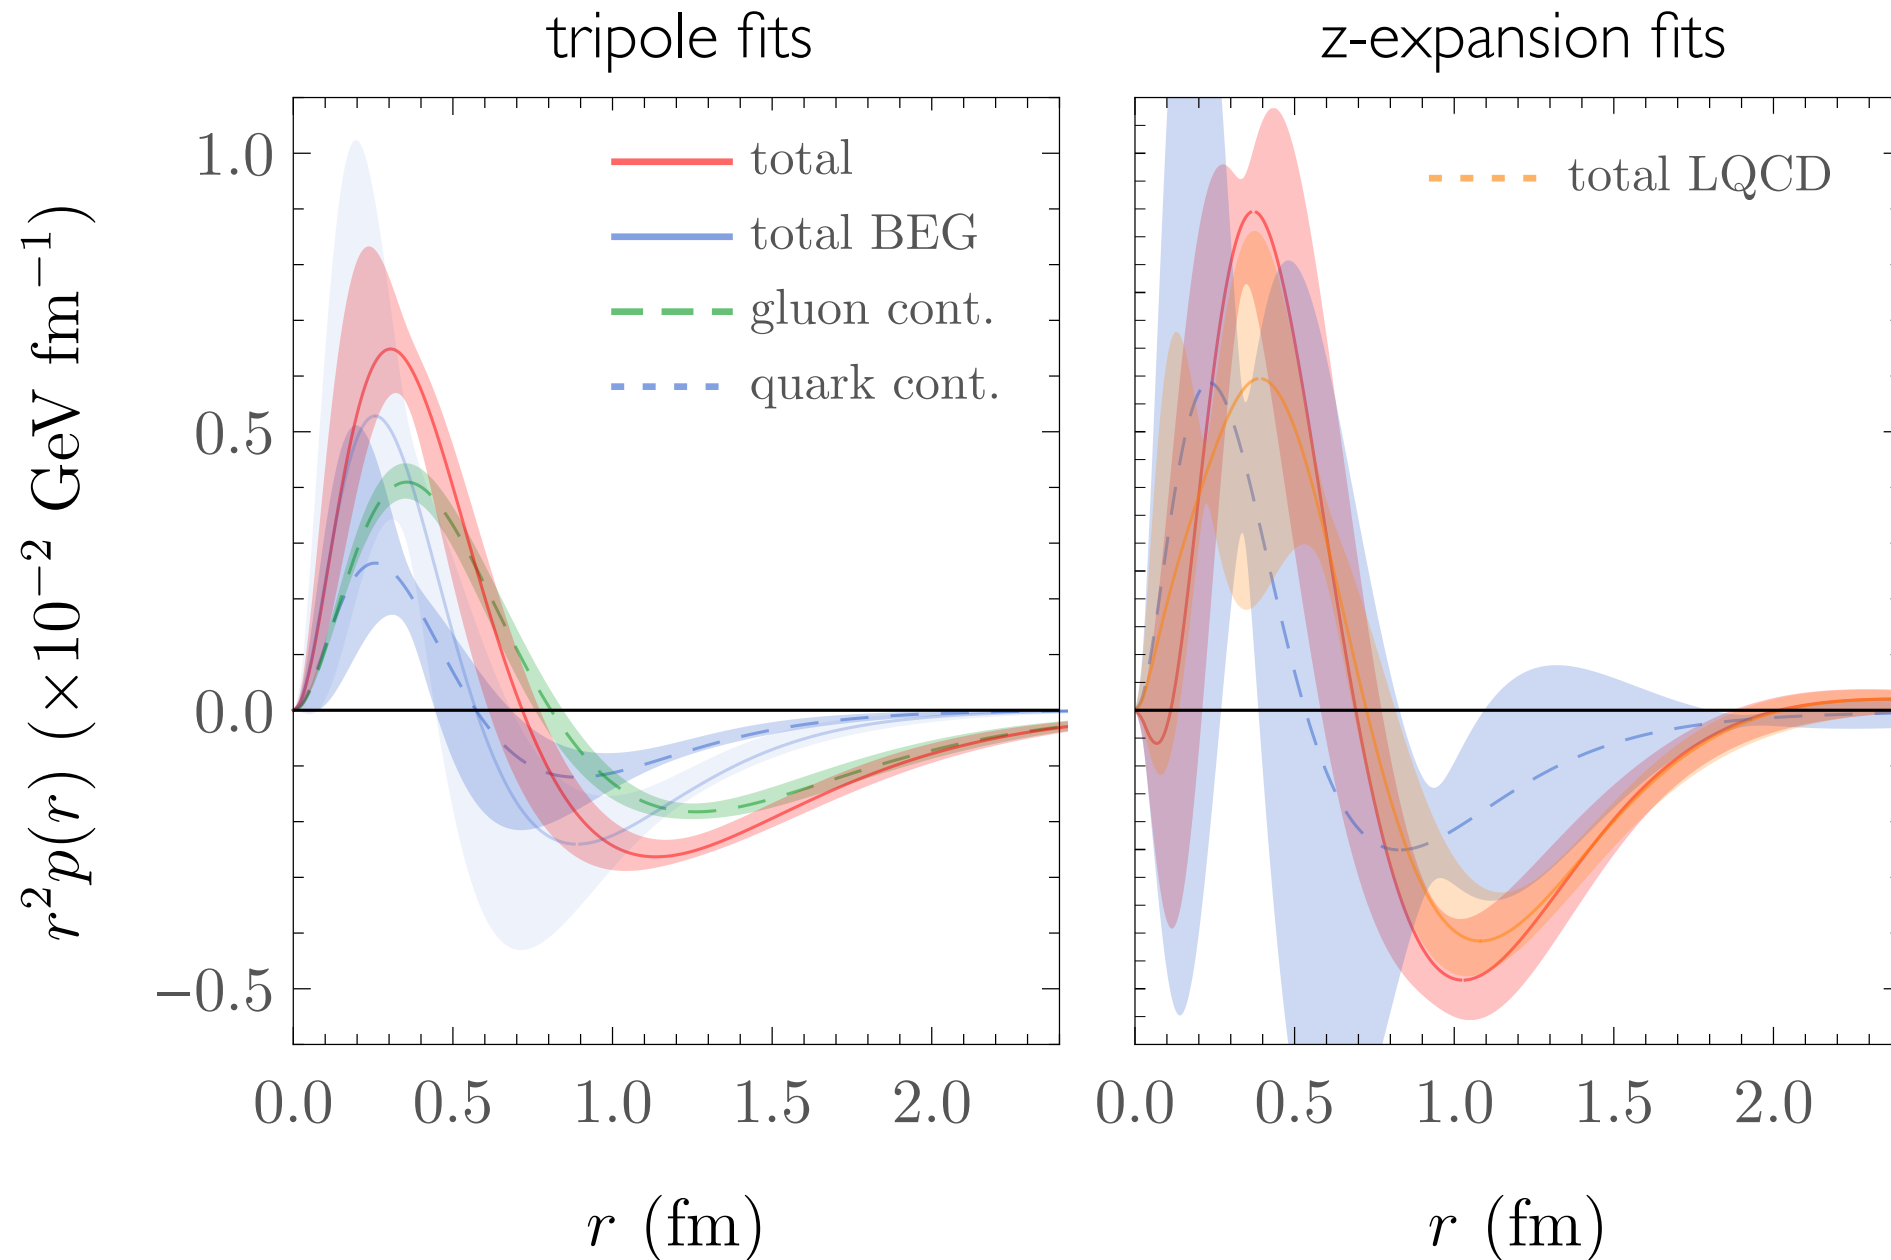 tripole fits
z-expansion fits
r²p(r) (×10⁻² GeV fm⁻¹)
1.0
0.5
0.0
−0.5
total
total BEG
gluon cont.
quark cont.
total LQCD
0.0 0.5 1.0 1.5 2.0
0.0 0.5 1.0 1.5 2.0
r (fm)
r (fm)